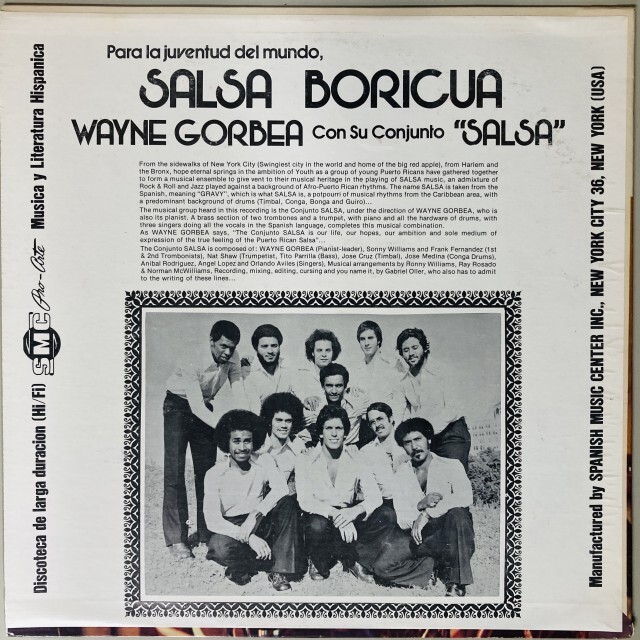 Para la juventud del mundo,
SALSA BORICUA
WAYNE GORBEA Con Su Conjunto "SALSA"
From the sidewalks of New York City (Swingiest city in the world and home of the big red apple), from Harlem and
the Bronx, hope eternal springs in the ambition of Youth as a group of young Puerto Ricans have gathered together
to form a musical ensemble to give vent to their musical heritage in the playing of SALSA music, an admixture of
Rock & Roll and Jazz played against a background of Afro-Puerto Rican rhythms. The name SALSA is taken from the
Spanish, meaning "GRAVY", which is what SALSA is, a potpourri of musical rhythms from the Caribbean area, with
a predominant background of drums (Timbal, Conga, Bonga and Guiro)...
The musical group heard in this recording is the Conjunto SALSA, under the direction of WAYNE GORBEA, who is
also its pianist. A brass section of two trombones and a trumpet, with piano and all the hardware of drums, with
three singers doing all the vocals in the Spanish language, completes this musical combination.
As WAYNE GORBEA says, "The Conjunto SALSA is our life, our hopes, our ambition and sole medium of
expression of the true feeling of the Puerto Rican Salsa"...
The Conjunto SALSA is composed of: WAYNE GORBEA (Pianist-leader), Sonny Williams and Frank Fernandez (1st
& 2nd Trombonists), Nat Shaw (Trumpetist, Tito Parrilla (Bass), Jose Cruz (Timbal), Jose Medina (Conga Drums),
Anibal Rodriguez, Angel Lopez and Orlando Aviles (Singers), Musical arrangements by Ronny Williams, Ray Rosado
& Norman McWilliams, Recording, mixing, editing, cursing and you name it, by Gabriel Oller, who also has to admit
to the writing of these lines...
Discoteca de larga duracion (Hi/Fi) SMC Pro-Arte Musica y Literatura Hispanica
Manufactured by SPANISH MUSIC CENTER INC., NEW YORK CITY 36, NEW YORK (USA)